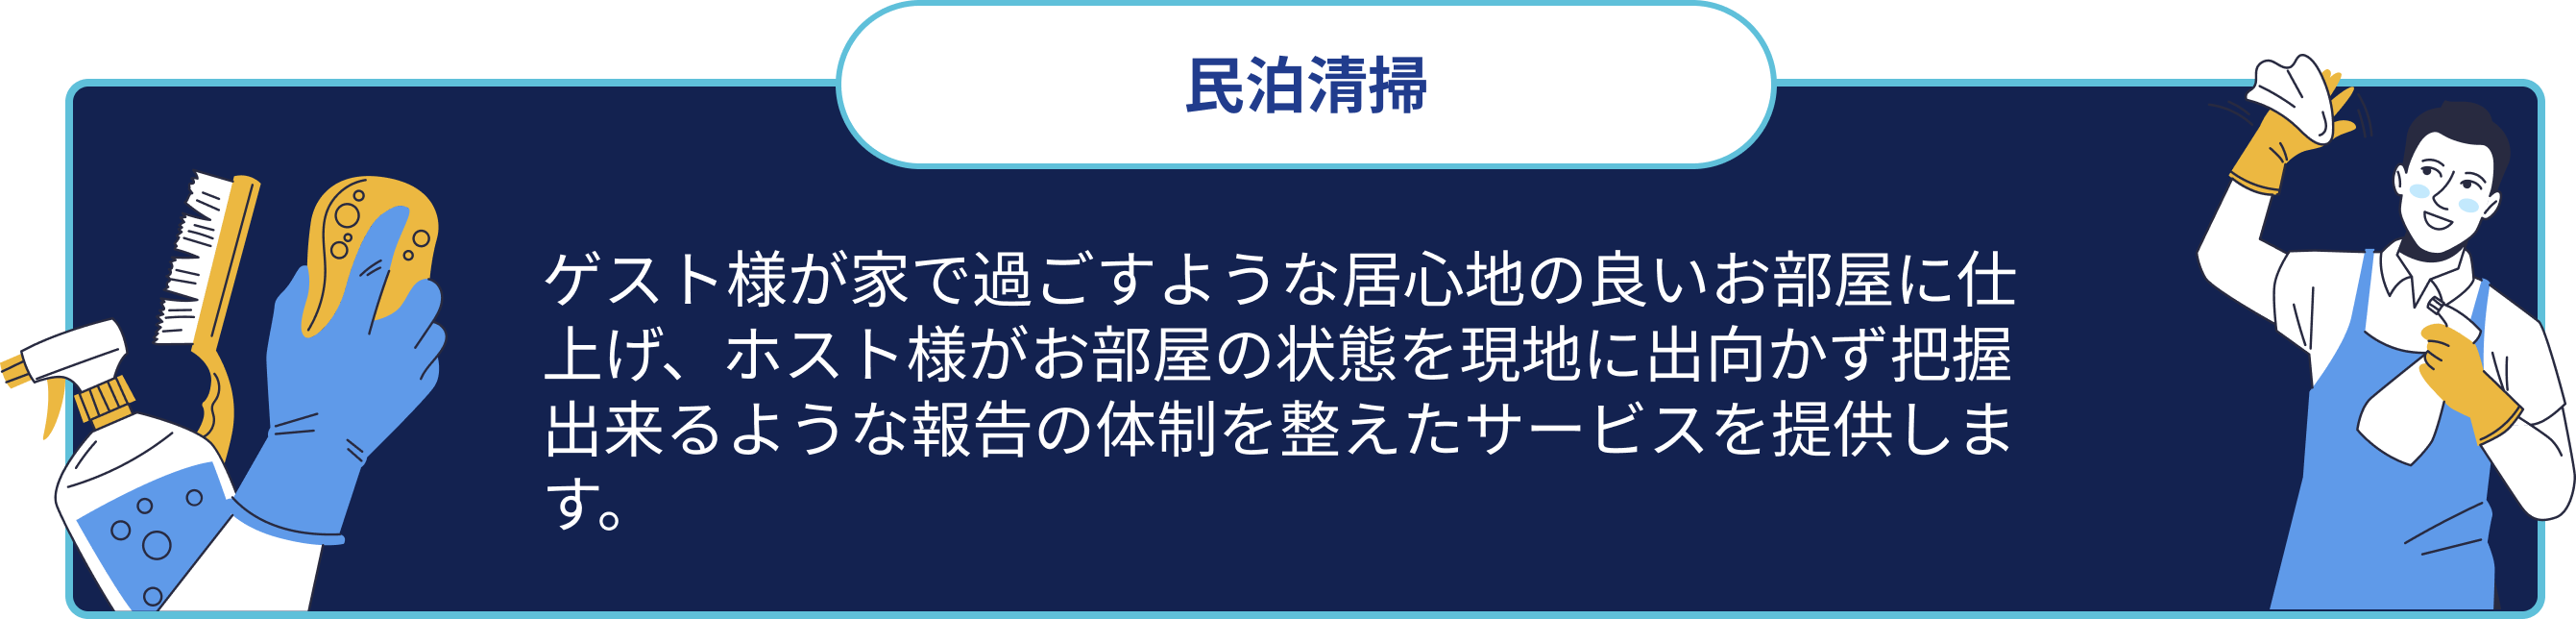 民泊清掃
ゲスト様が家で過ごすような居心地の良いお部屋に仕
上げ、ホスト様がお部屋の状態を現地に出向かず把握
出来るような報告の体制を整えたサービスを提供しま
す。